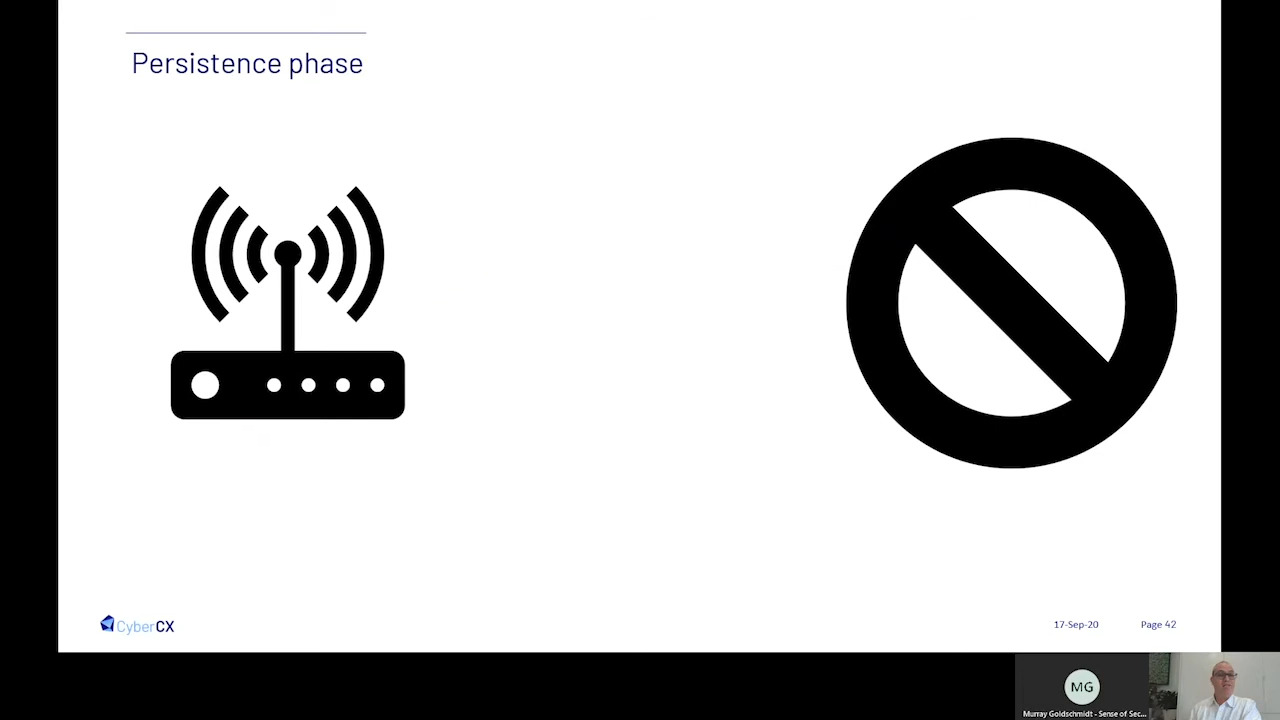 Persistence phase
CyberCX
17-Sep-20
Page 42
MG
Murray Goldschmidt - Sense of Sec...